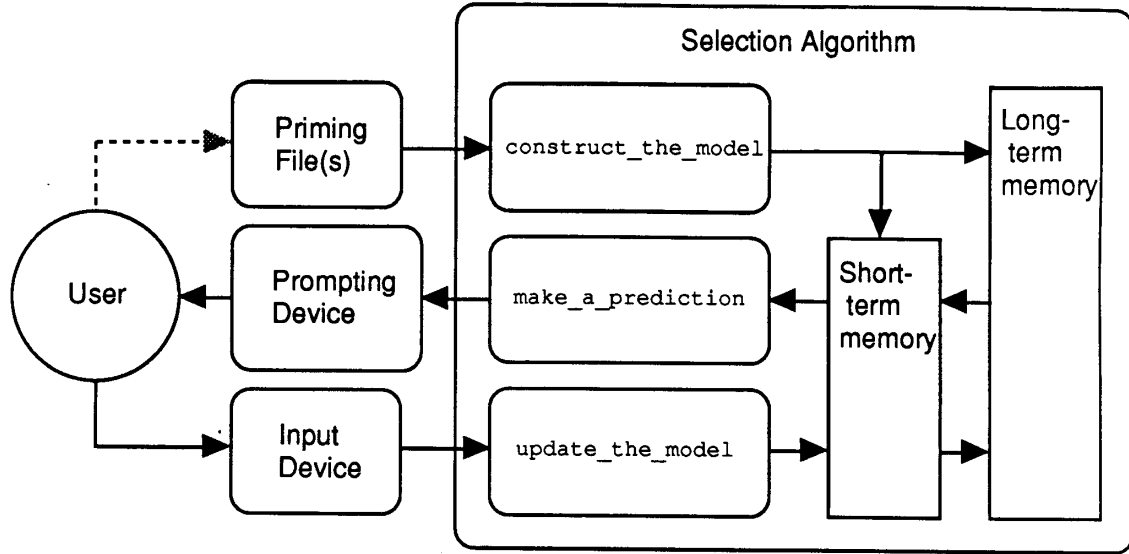 Selection Algorithm
Priming
File(s)
construct_the_model
Long-
term
memory
User
Prompting
Device
make_a_prediction
Short-
term
memory
Input
Device
update_the_model